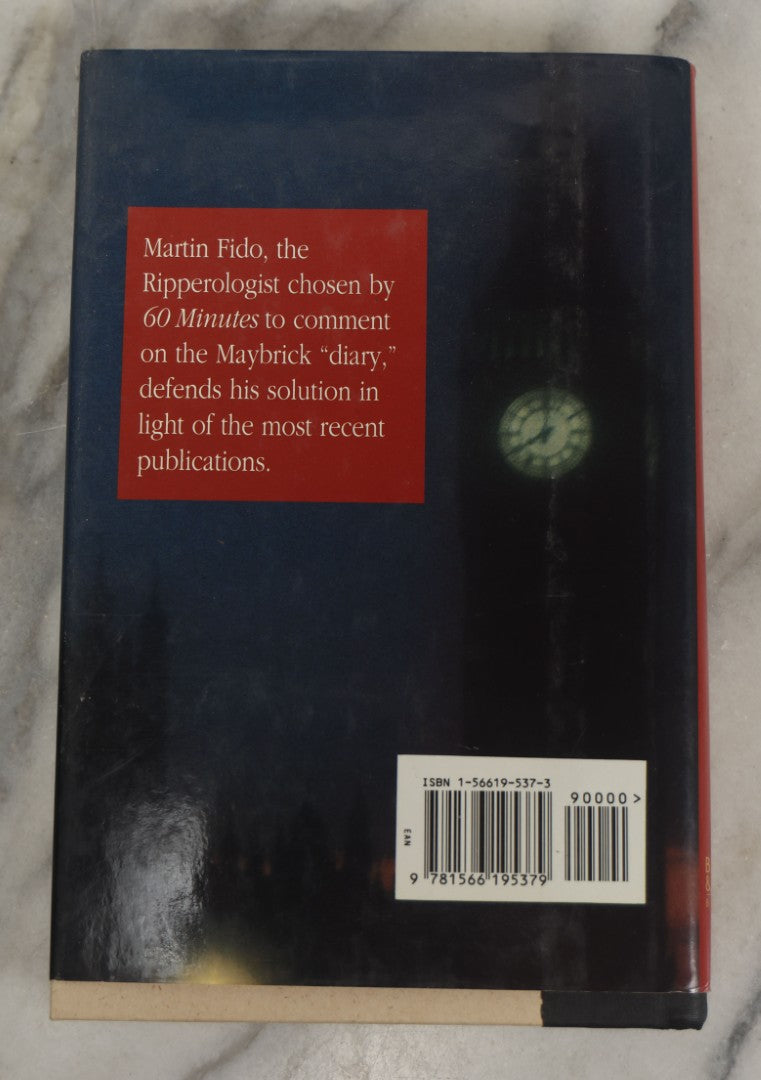 Martin Fido, the
Ripperologist chosen by
60 Minutes to comment
on the Maybrick “diary,”
defends his solution in
light of the most recent
publications.
ISBN 1-56619-537-3
90000>
EAN
9 781566 195379